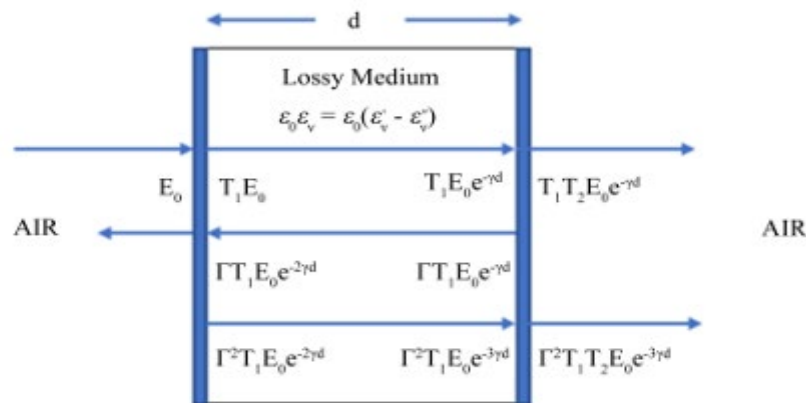 d
Lossy Medium
ε₀εᵥ = ε₀(ε'ᵥ - ε''ᵥ)
E₀ T₁E₀ T₁E₀e^-γd T₁T₂E₀e^-γd
AIR AIR
ΓT₁E₀e^-2γd ΓT₁E₀e^-γd
Γ²T₁E₀e^-2γd Γ²T₁E₀e^-3γd Γ²T₁T₂E₀e^-3γd